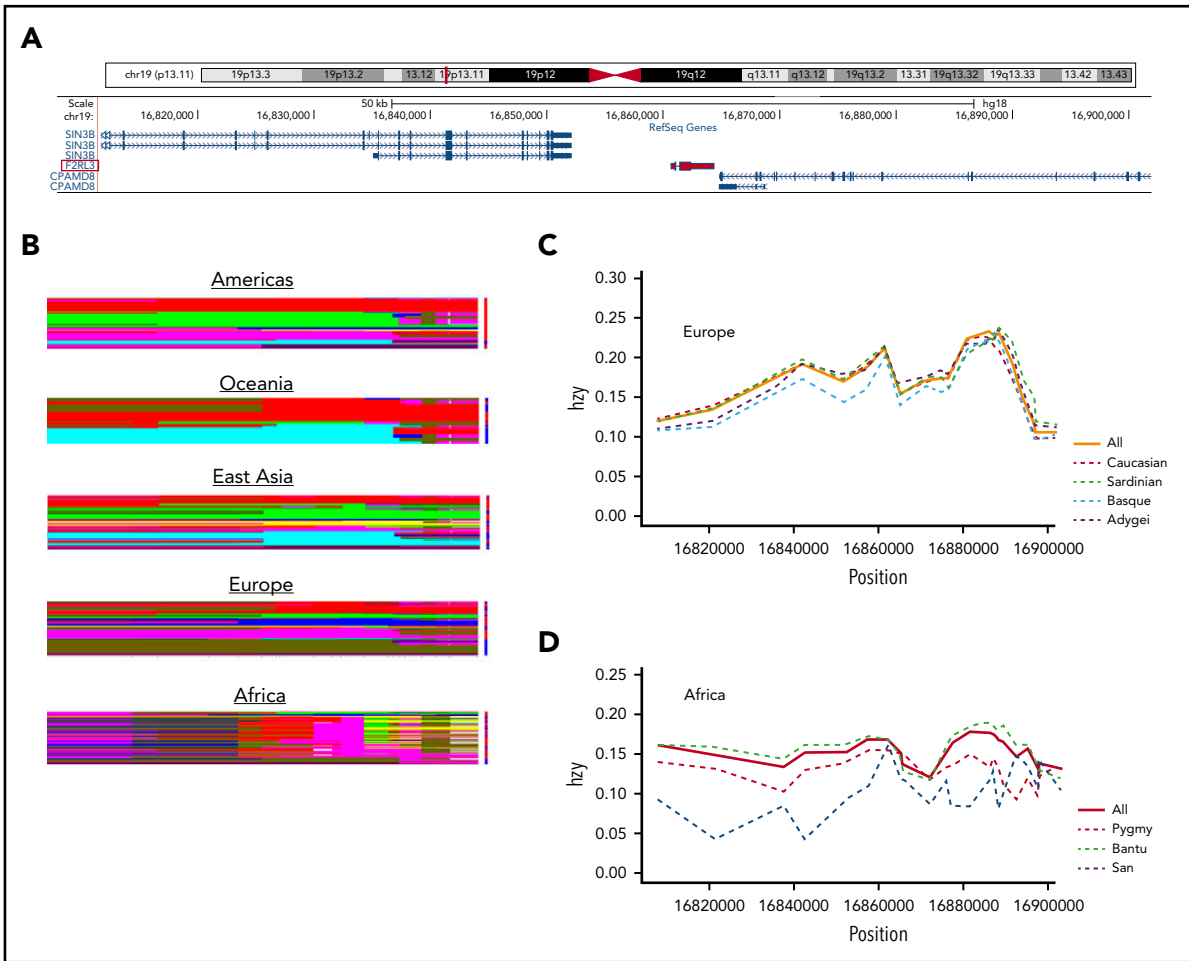 A
chr19 (p13.11) 19p13.3 19p13.2 13.12 19p13.11 19p12 19q12 q13.11 q13.12 19q13.2 13.31 19q13.32 19q13.33 13.42 13.43
Scale 50 kb hg18
chr19: 16,820,000 16,830,000 16,840,000 16,850,000 16,860,000 16,870,000 16,880,000 16,890,000 16,900,000
RefSeq Genes
SIN3B
SIN3B
SIN3B
F2RL3
CPAMD8
CPAMD8
B
Americas
Oceania
East Asia
Europe
Africa
C
0.30
0.25
0.20
0.15
0.10
0.05
0.00
hzy
Europe
All
Caucasian
Sardinian
Basque
Adygei
16820000 16840000 16860000 16880000 16900000
Position
D
0.25
0.20
0.15
0.10
0.05
0.00
hzy
Africa
All
Pygmy
Bantu
San
16820000 16840000 16860000 16880000 16900000
Position